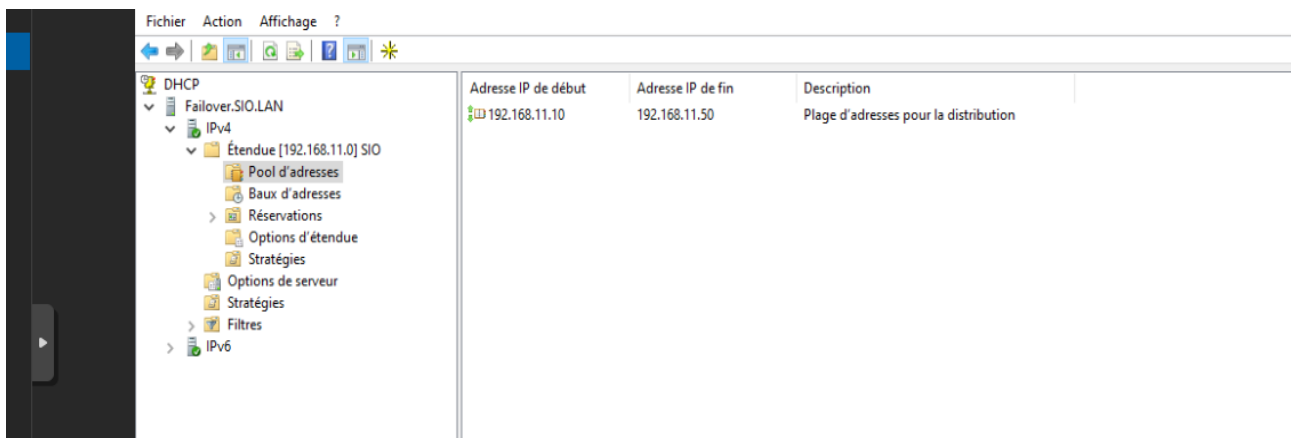 Fichier Action Affichage ?
DHCP
Failover.SIO.LAN
IPv4
Étendue [192.168.11.0] SIO
Pool d'adresses
Baux d'adresses
Réservations
Options d'étendue
Stratégies
Options de serveur
Stratégies
Filtres
IPv6
Adresse IP de début Adresse IP de fin Description
192.168.11.10 192.168.11.50 Plage d'adresses pour la distribution